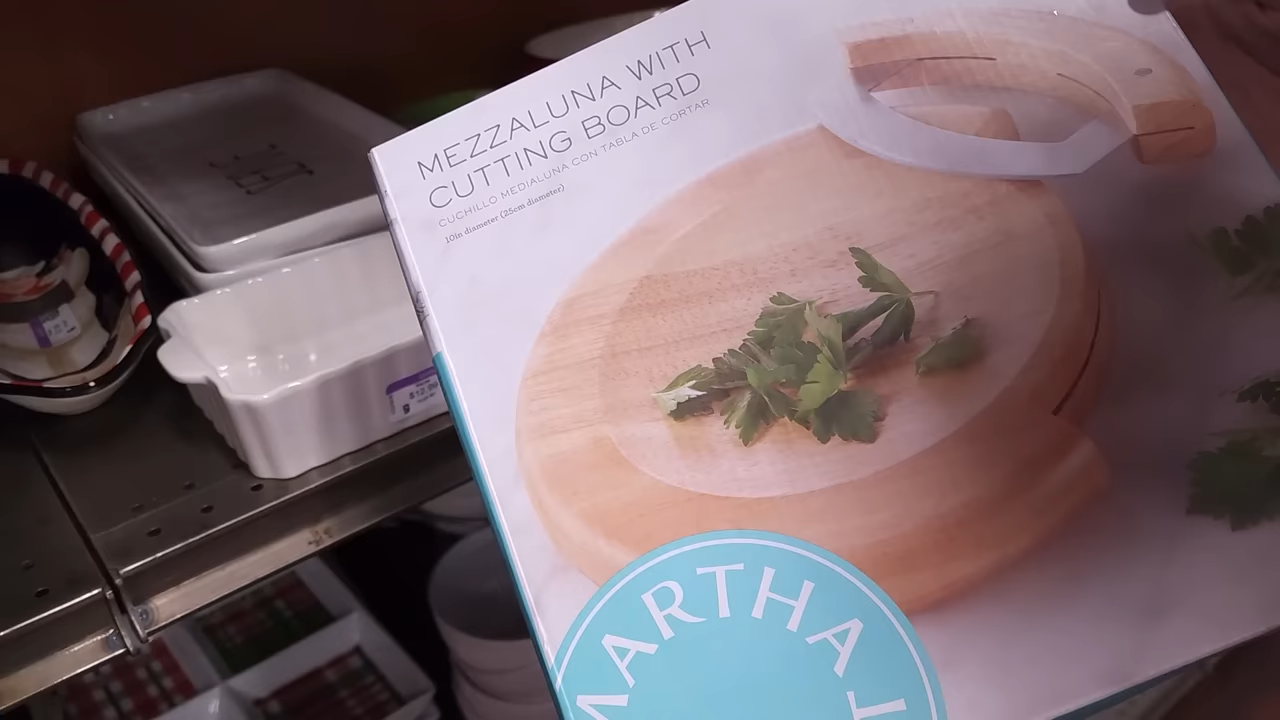 MEZZALUNA WITH
CUTTING BOARD
CUCHILLO MEDIALUNA CON TABLA DE CORTAR
10in diameter (25cm diameter)
MARTHA